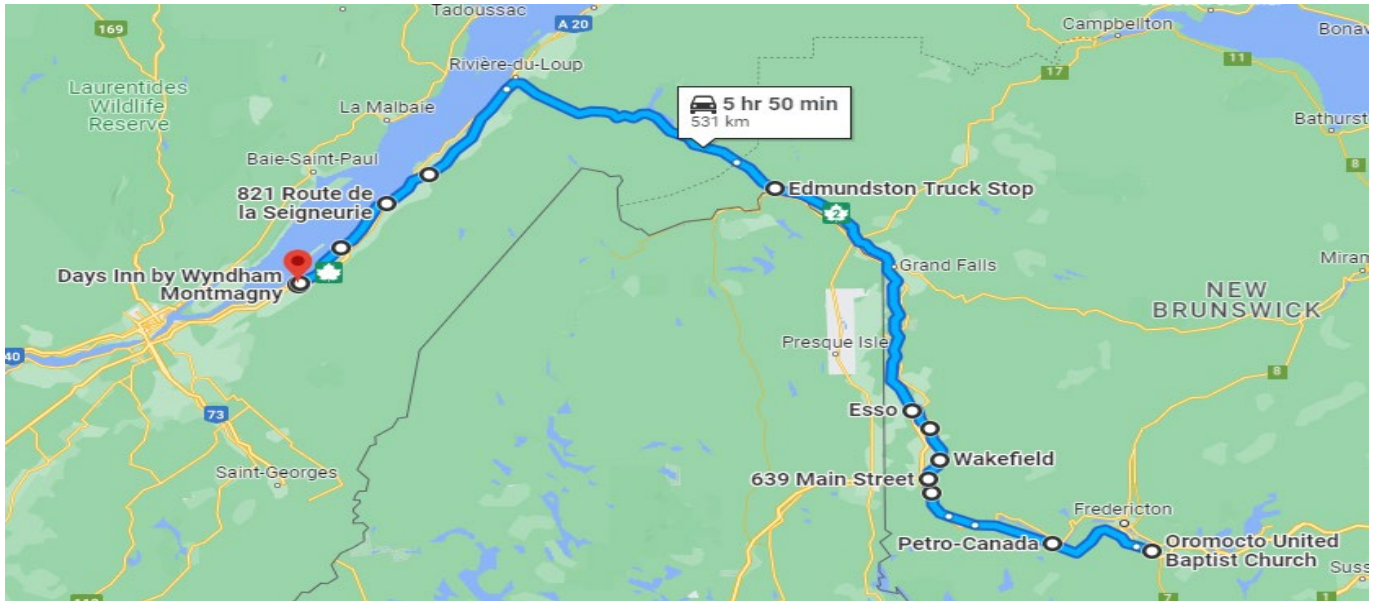 Tadoussac
A 20
169
Campbellton
Bonav
Rivière-du-Loup
11
17
Laurentides
Wildlife
Reserve
La Malbaie
5 hr 50 min
531 km
Bathurst
Baie-Saint-Paul
8
821 Route de
la Seigneurie
Edmundston Truck Stop
2
Days Inn by Wyndham
Montmagny
Grand Falls
Miram
NEW
BRUNSWICK
40
Presque Isle
8
73
Esso
Saint-Georges
Wakefield
639 Main Street
Fredericton
Petro-Canada
Oromocto United
Baptist Church
Suss
7
1